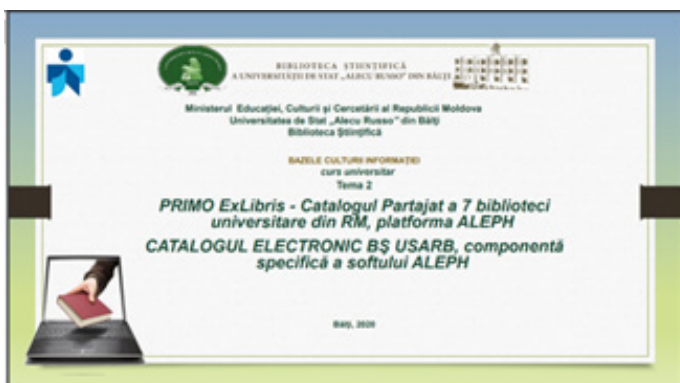 BIBLIOTECA ȘTIINȚIFICĂ
A UNIVERSITĂȚII DE STAT „ALECU RUSSO” DIN BĂLȚI
Ministerul Educației, Culturii și Cercetării al Republicii Moldova
Universitatea de Stat „Alecu Russo” din Bălți
Biblioteca Științifică
BAZELE CULTURII INFORMAȚIEI
curs universitar
Tema 2
PRIMO ExLibris - Catalogul Partajat a 7 biblioteci
universitare din RM, platforma ALEPH
CATALOGUL ELECTRONIC BȘ USARB, componentă
specifică a softului ALEPH
Bălți, 2020